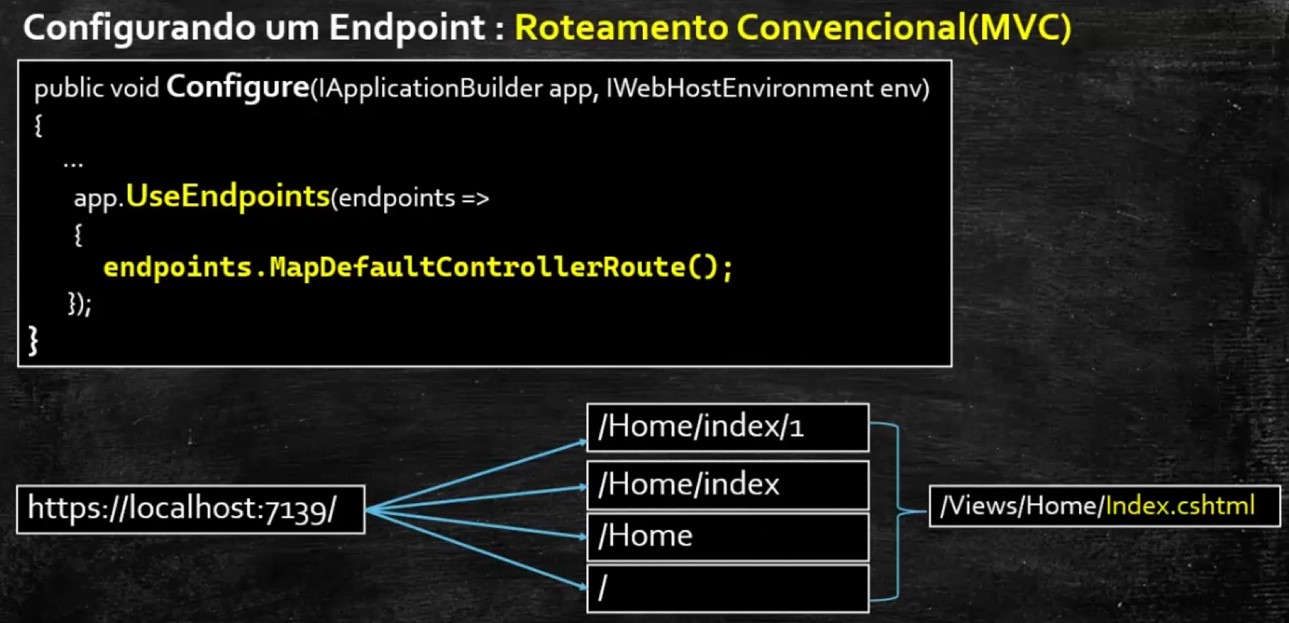 Configurando um Endpoint : Roteamento Convencional(MVC)
public void Configure(IApplicationBuilder app, IWebHostEnvironment env)
{
...
app.UseEndpoints(endpoints =>
{
endpoints.MapDefaultControllerRoute();
});
}
/Home/index/1
/Home/index
https://localhost:7139/
/Views/Home/Index.cshtml
/Home
/